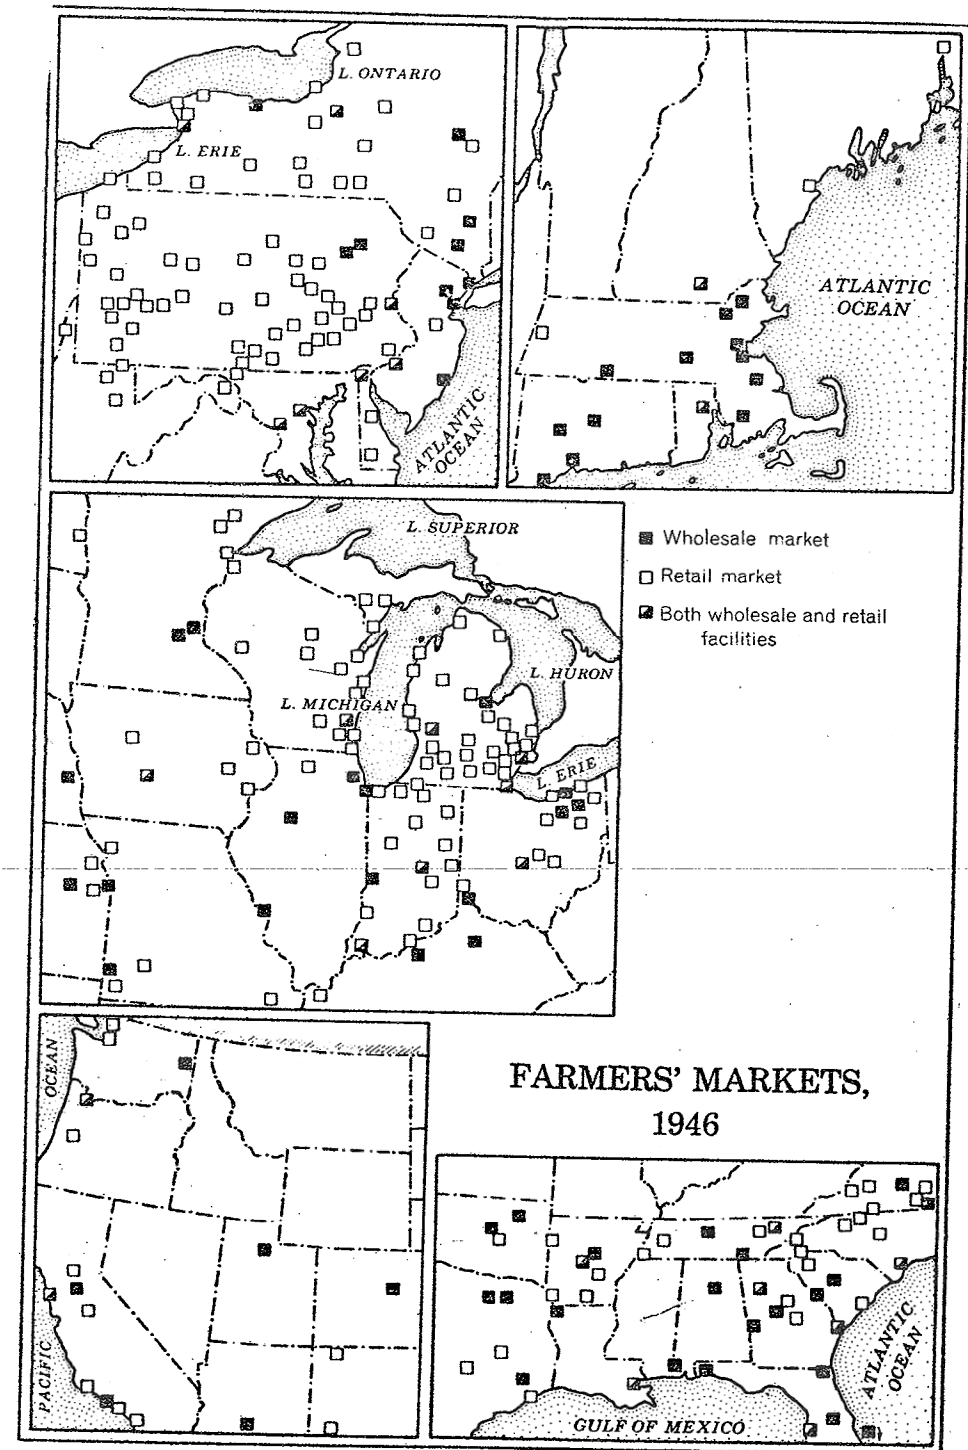 L. ONTARIO
L. ERIE
ATLANTIC
OCEAN
ATLANTIC
OCEAN
L. SUPERIOR
L. HURON
L. MICHIGAN
L. ERIE
Wholesale market
Retail market
Both wholesale and retail
facilities
OCEAN
PACIFIC
FARMERS' MARKETS,
1946
ATLANTIC
OCEAN
GULF OF MEXICO